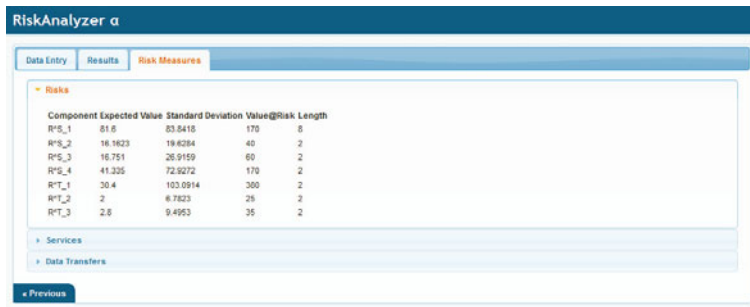 RiskAnalyzer α
Data Entry Results Risk Measures
Risks
Component Expected Value Standard Deviation Value@Risk Length
R^S_1 81.6 83.8418 170 8
R^S_2 16.1623 19.6284 40 2
R^S_3 16.751 26.9159 60 2
R^S_4 41.335 72.9272 170 2
R^T_1 30.4 103.0914 380 2
R^T_2 2 6.7823 25 2
R^T_3 2.8 9.4953 35 2
Services
Data Transfers
« Previous